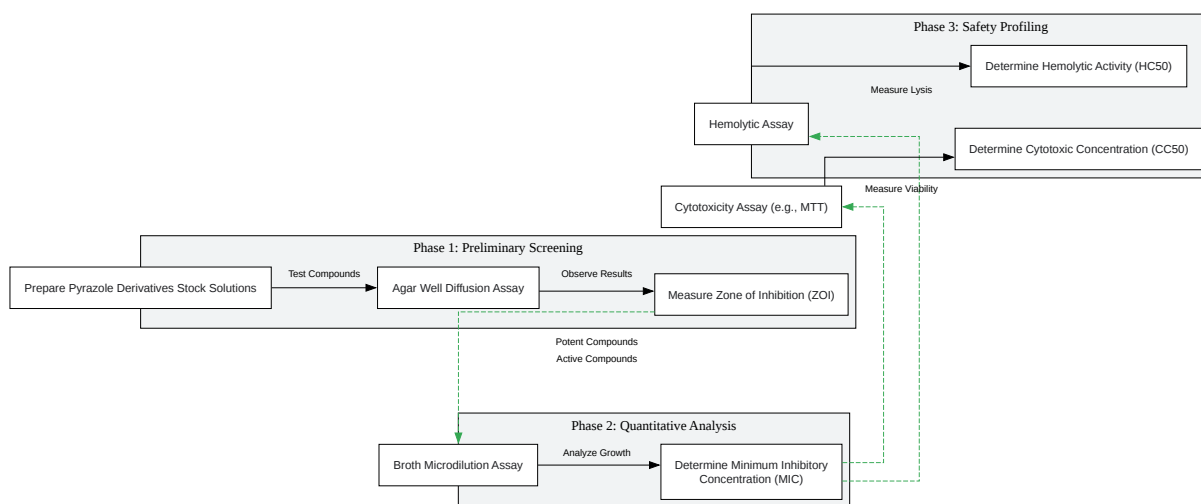 Phase 3: Safety Profiling
Determine Hemolytic Activity (HC50)
Measure Lysis
Hemolytic Assay
Determine Cytotoxic Concentration (CC50)
Measure Viability
Cytotoxicity Assay (e.g., MTT)
Phase 1: Preliminary Screening
Prepare Pyrazole Derivatives Stock Solutions
Test Compounds
Agar Well Diffusion Assay
Observe Results
Measure Zone of Inhibition (ZOI)
Potent Compounds
Active Compounds
Phase 2: Quantitative Analysis
Broth Microdilution Assay
Analyze Growth
Determine Minimum Inhibitory
Concentration (MIC)